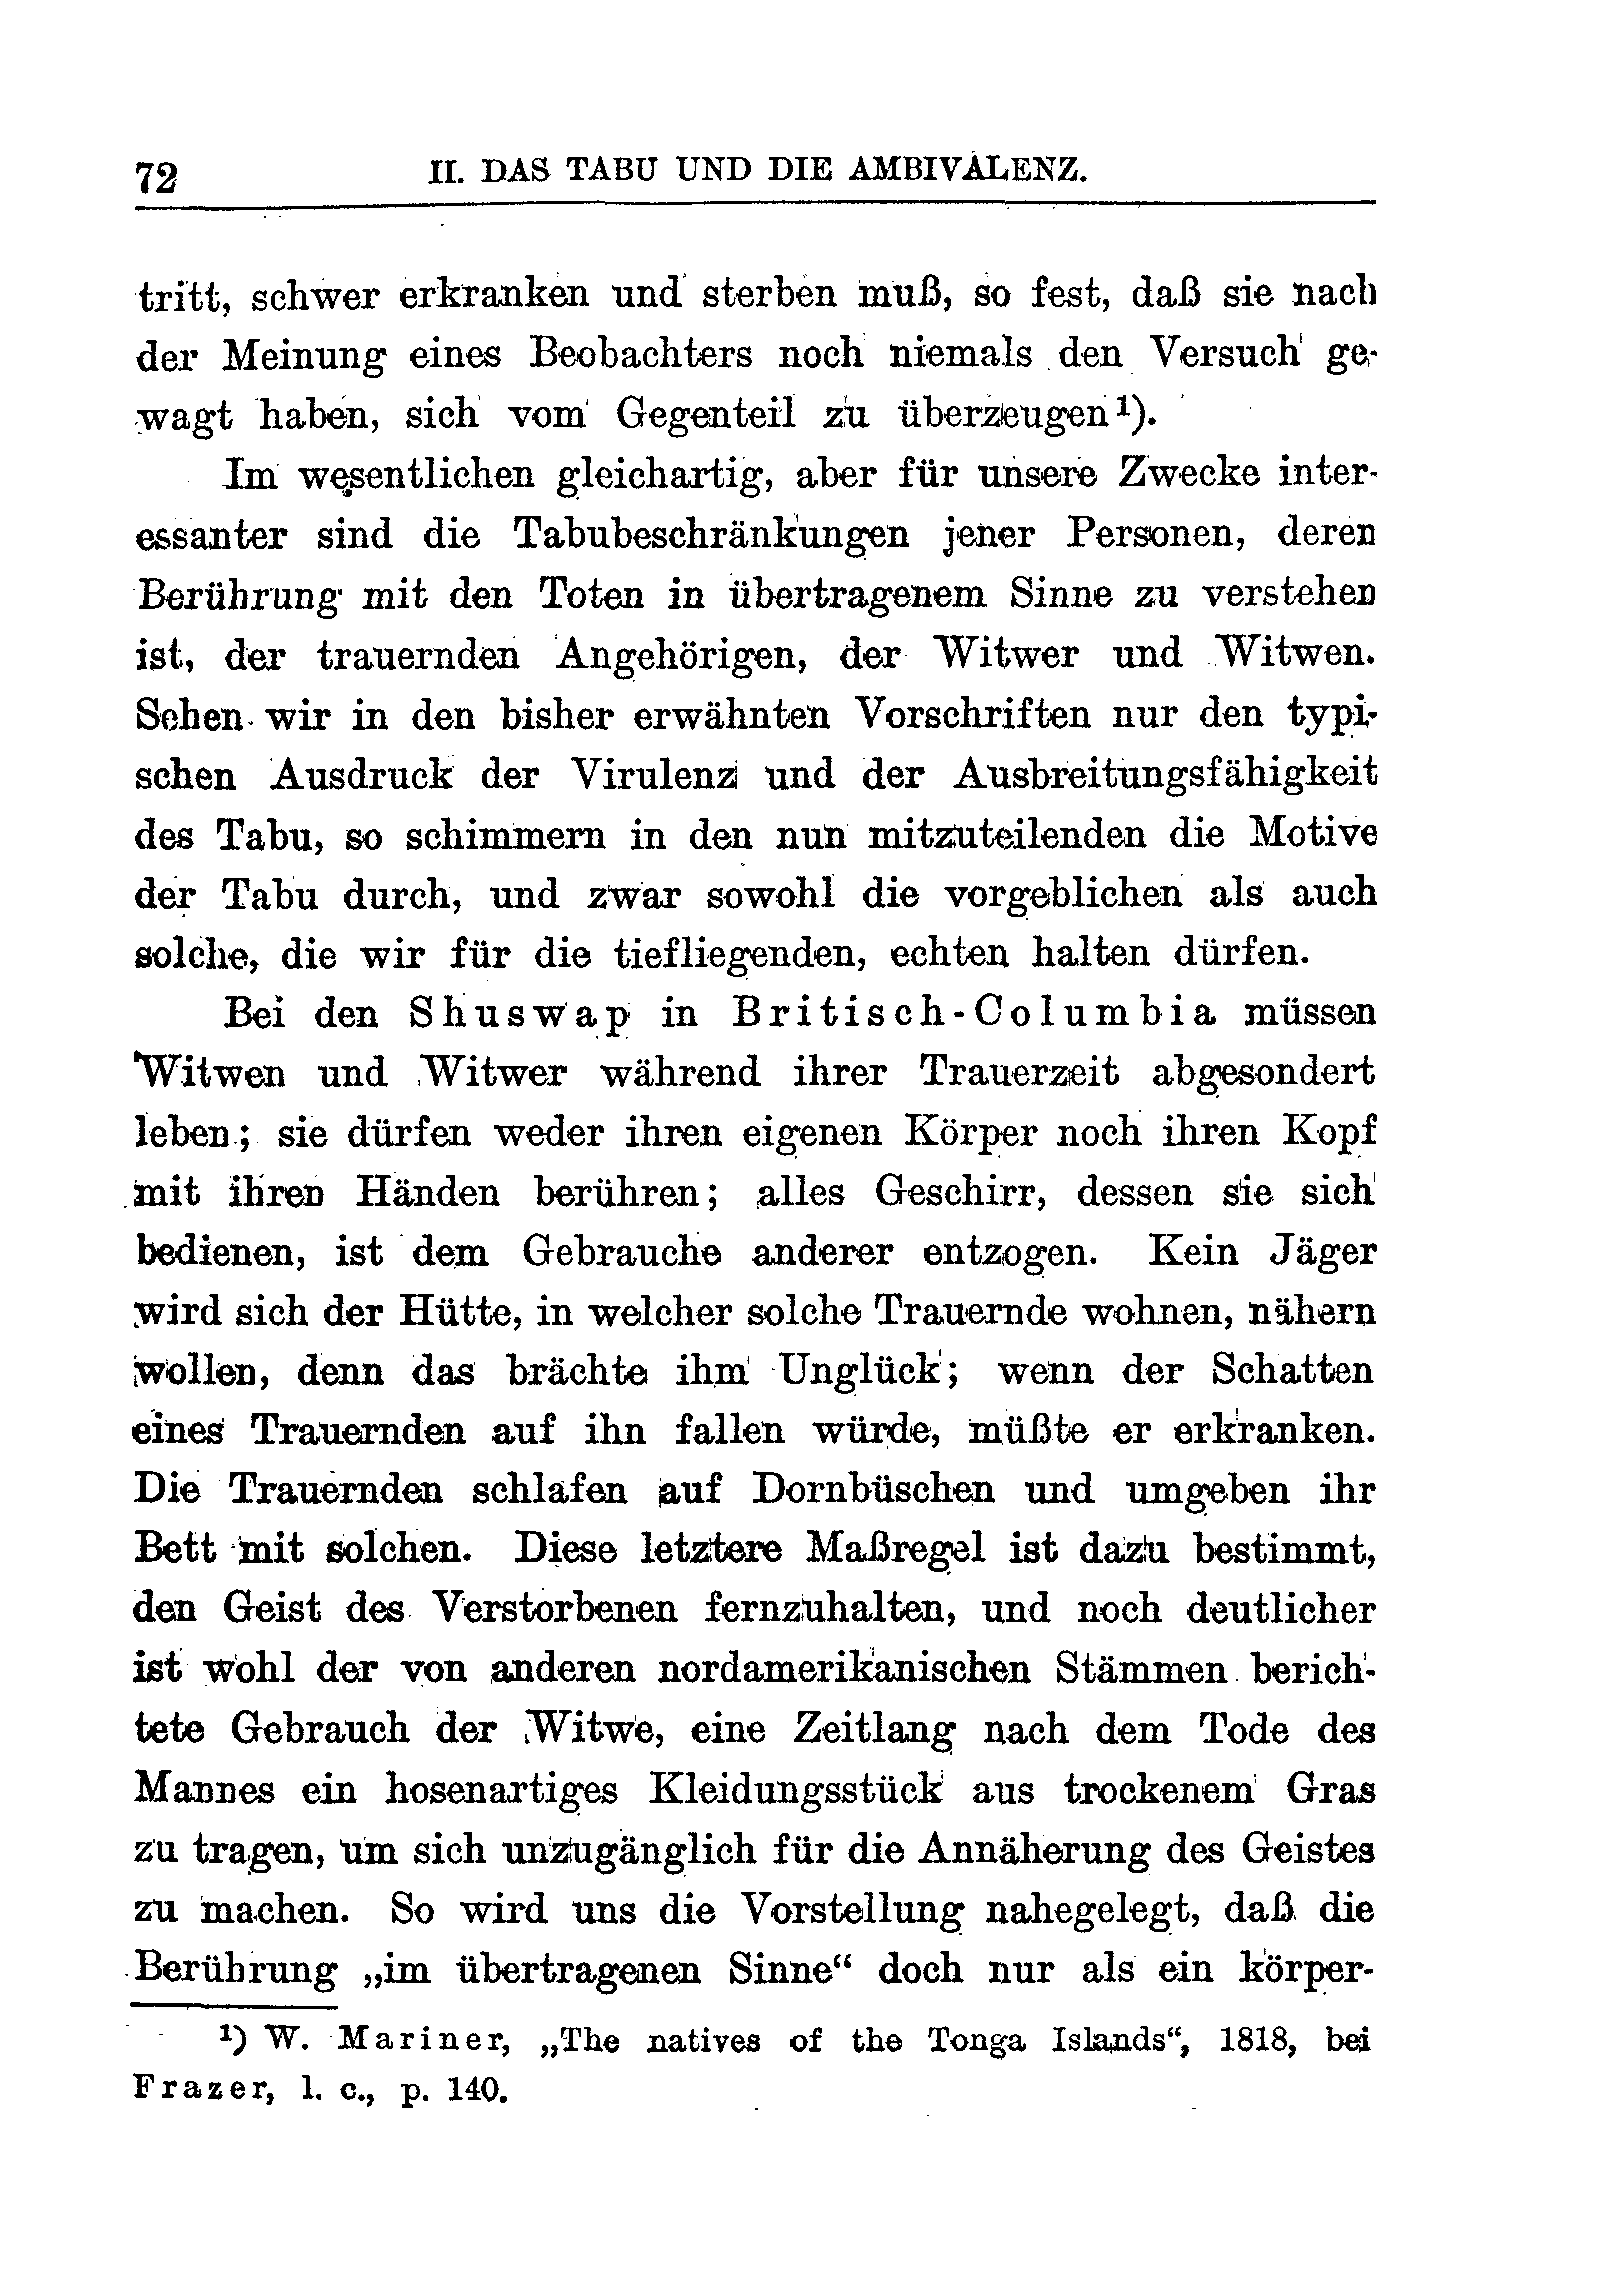 72 II. DAS TABU UND DIE AMBIVALENZ.
tritt, schwer erkranken und sterben muß, so fest, daß sie nach
der Meinung eines Beobachters noch niemals den Versuch ge-
wagt haben, sich vom Gegenteil zu überzeugen¹).
Im wesentlichen gleichartig, aber für unsere Zwecke inter-
essanter sind die Tabubeschränkungen jener Personen, deren
Berührung mit den Toten in übertragenem Sinne zu verstehen
ist, der trauernden Angehörigen, der Witwer und Witwen.
Sehen wir in den bisher erwähnten Vorschriften nur den typi-
schen Ausdruck der Virulenz und der Ausbreitungsfähigkeit
des Tabu, so schimmern in den nun mitzuteilenden die Motive
der Tabu durch, und zwar sowohl die vorgeblichen als auch
solche, die wir für die tiefliegenden, echten halten dürfen.
Bei den Shuswap in Britisch-Columbia müssen
Witwen und Witwer während ihrer Trauerzeit abgesondert
leben; sie dürfen weder ihren eigenen Körper noch ihren Kopf
mit ihren Händen berühren; alles Geschirr, dessen sie sich
bedienen, ist dem Gebrauche anderer entzogen. Kein Jäger
wird sich der Hütte, in welcher solche Trauernde wohnen, nähern
wollen, denn das brächte ihm Unglück; wenn der Schatten
eines Trauernden auf ihn fallen würde, müßte er erkranken.
Die Trauernden schlafen auf Dornbüschen und umgeben ihr
Bett mit solchen. Diese letztere Maßregel ist dazu bestimmt,
den Geist des Verstorbenen fernzuhalten, und noch deutlicher
ist wohl der von anderen nordamerikanischen Stämmen berich-
tete Gebrauch der Witwe, eine Zeitlang nach dem Tode des
Mannes ein hosenartiges Kleidungsstück aus trockenem Gras
zu tragen, um sich unzugänglich für die Annäherung des Geistes
zu machen. So wird uns die Vorstellung nahegelegt, daß die
Berührung „im übertragenen Sinne“ doch nur als ein körper-
¹) W. Mariner, „The natives of the Tonga Islands“, 1818, bei
Frazer, l. c., p. 140.